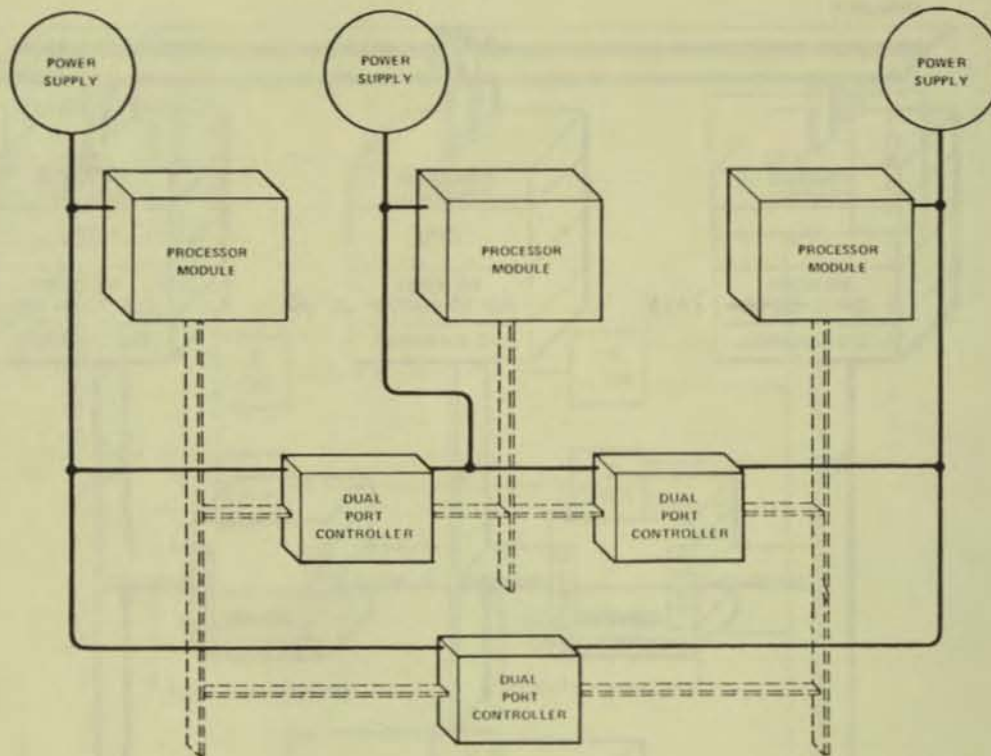 POWER
SUPPLY
POWER
SUPPLY
POWER
SUPPLY
PROCESSOR
MODULE
PROCESSOR
MODULE
PROCESSOR
MODULE
DUAL
PORT
CONTROLLER
DUAL
PORT
CONTROLLER
DUAL
PORT
CONTROLLER